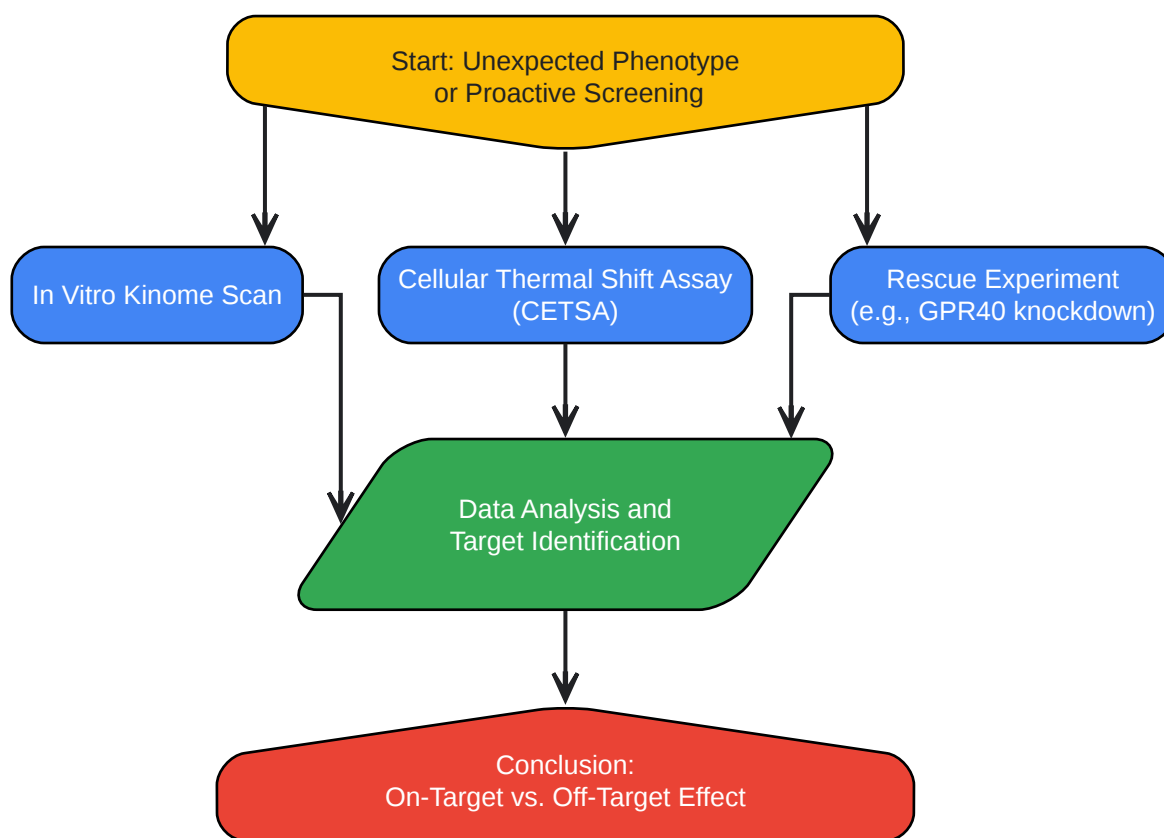 Start: Unexpected Phenotype
or Proactive Screening
In Vitro Kinome Scan
Cellular Thermal Shift Assay
(CETSA)
Rescue Experiment
(e.g., GPR40 knockdown)
Data Analysis and
Target Identification
Conclusion:
On-Target vs. Off-Target Effect